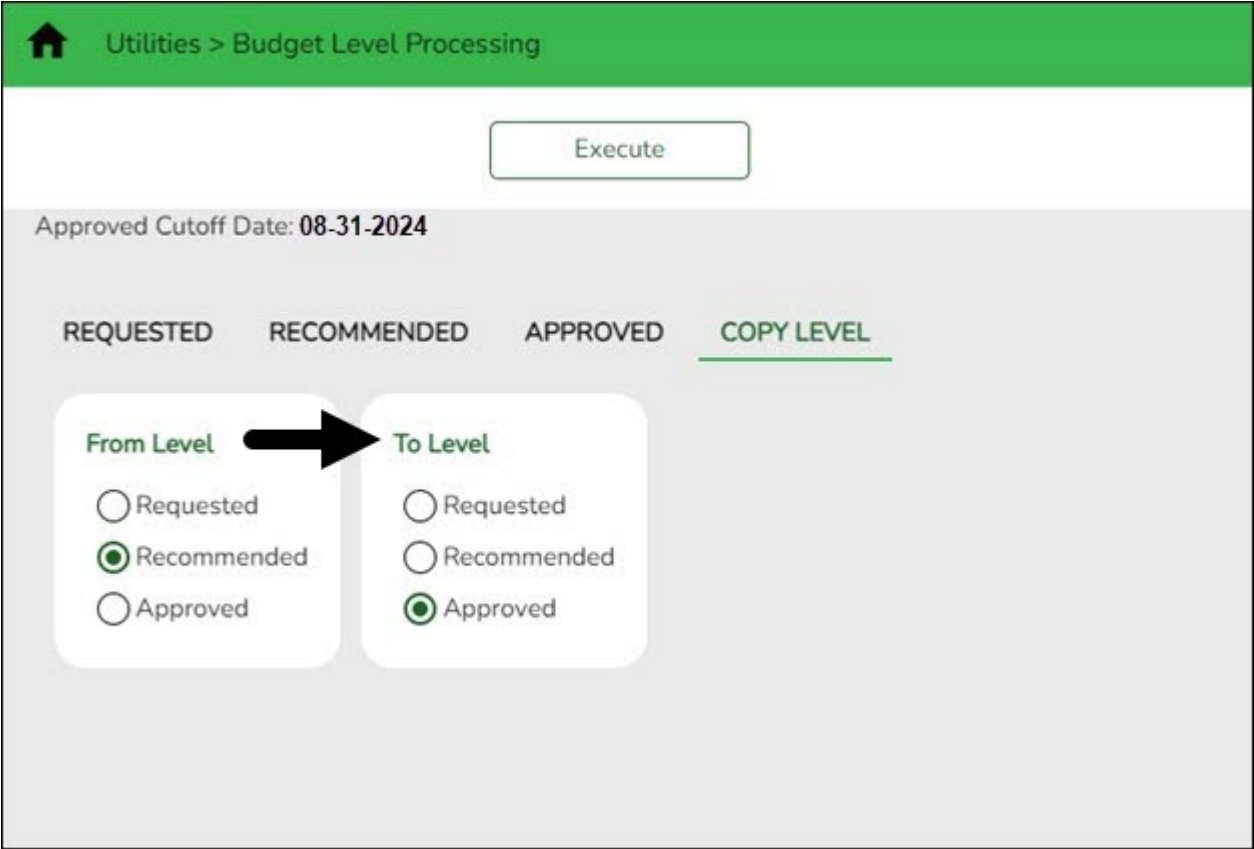 Utilities > Budget Level Processing
Execute
Approved Cutoff Date: 08-31-2024
REQUESTED RECOMMENDED APPROVED COPY LEVEL
From Level To Level
Requested Requested
Recommended Recommended
Approved Approved